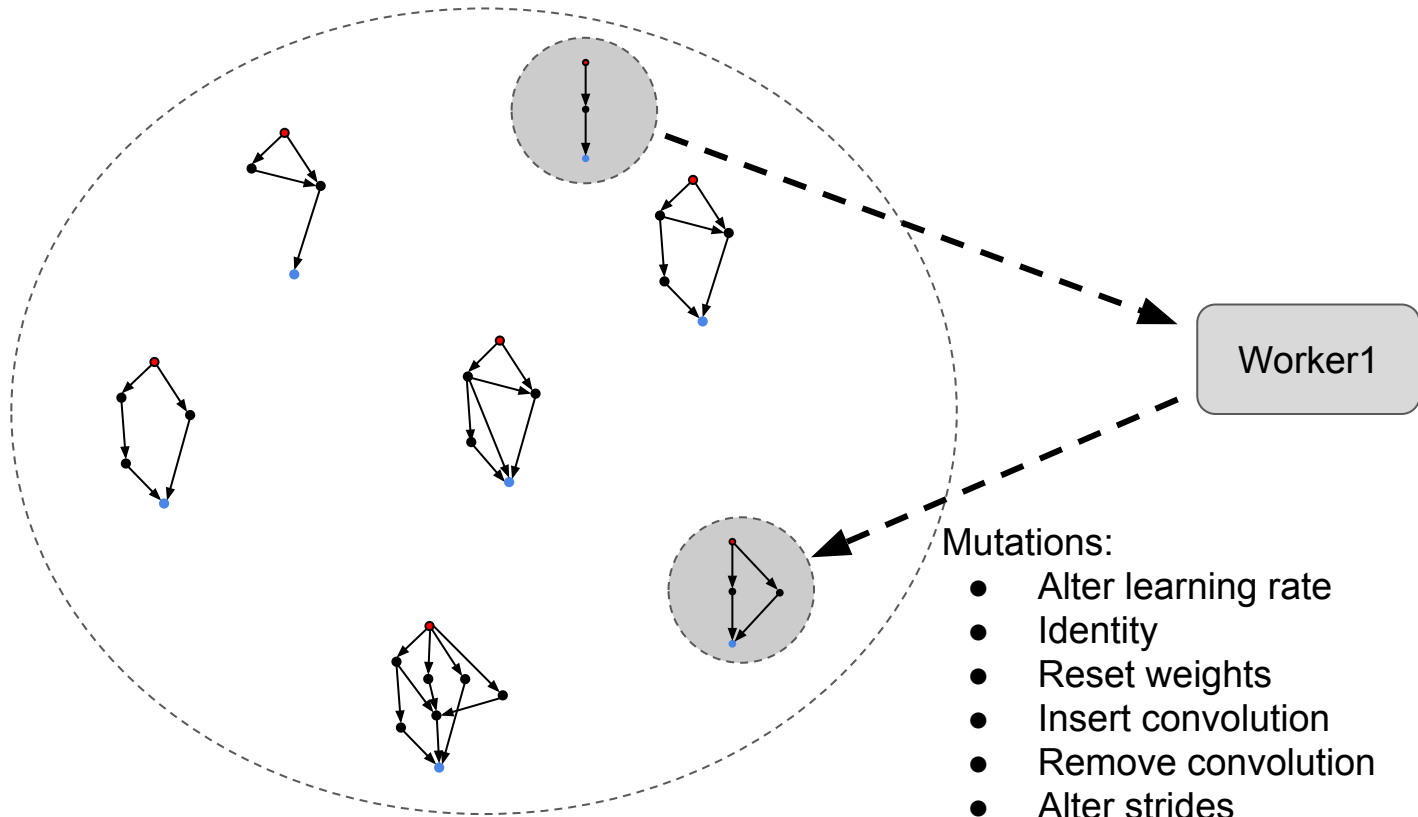 Worker1
Mutations:
● Alter learning rate
● Identity
● Reset weights
● Insert convolution
● Remove convolution
● Alter strides